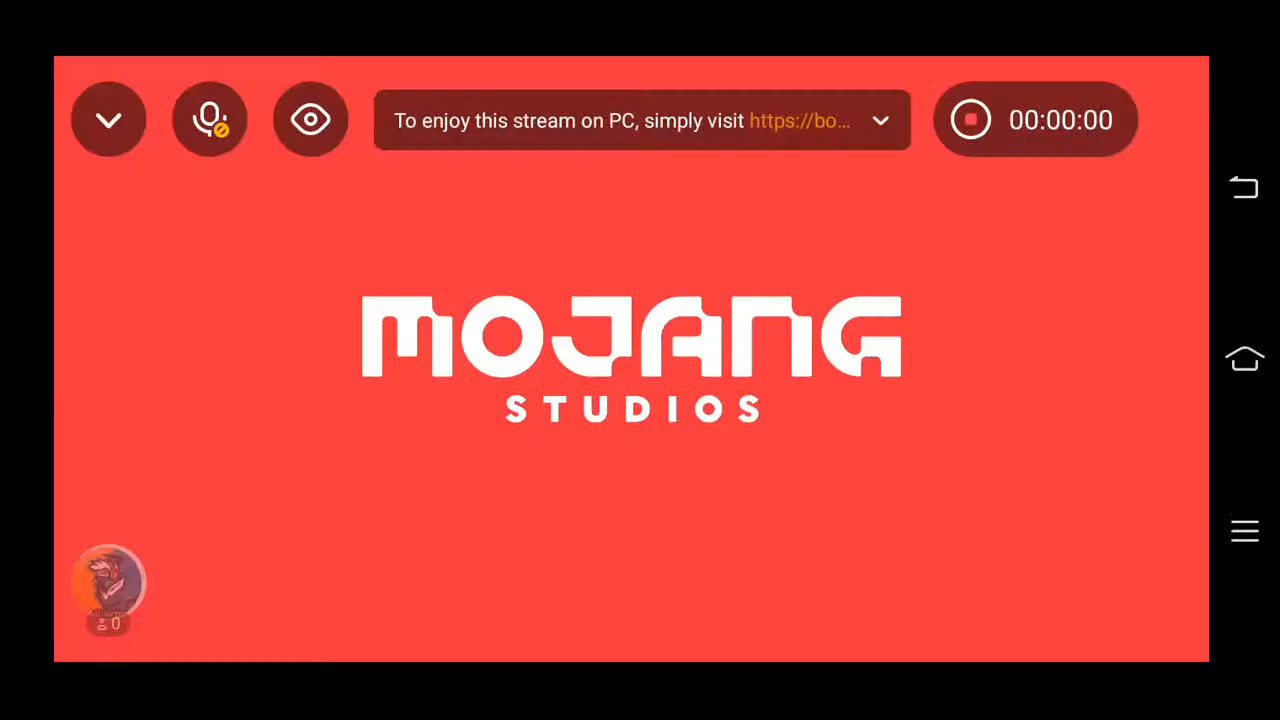 To enjoy this stream on PC, simply visit https://bo...
00:00:00
MOJANG
STUDIOS
0